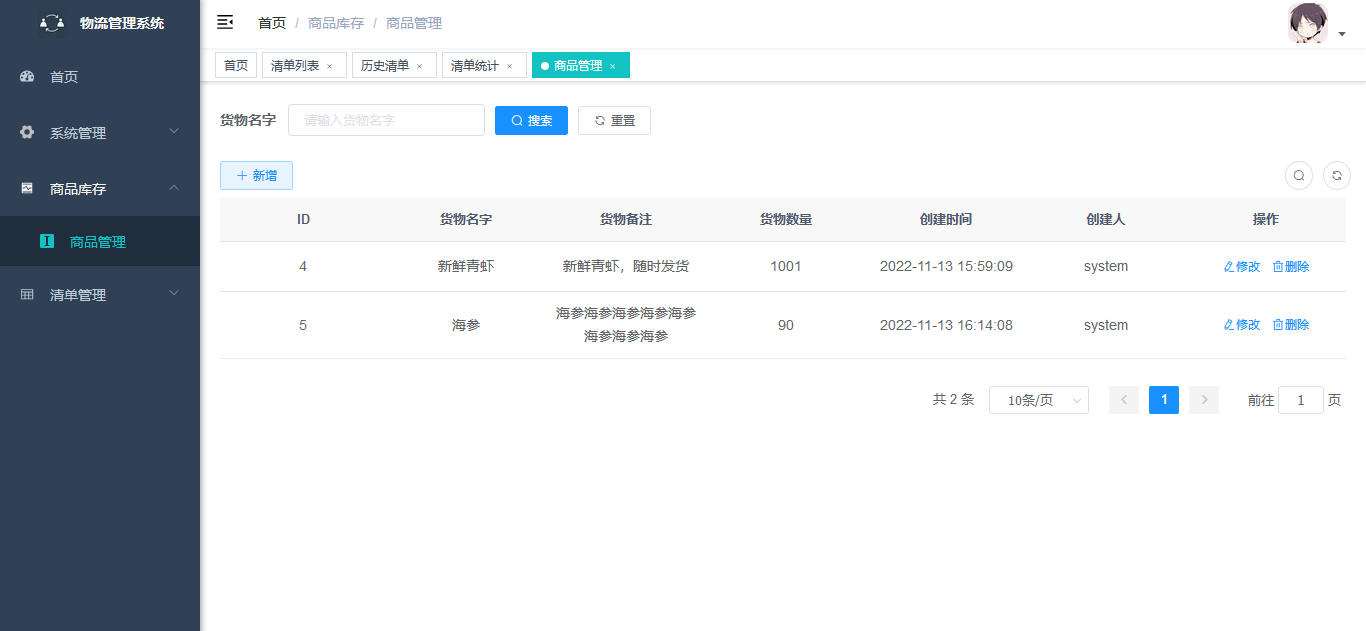 物流管理系统
首页
系统管理
商品库存
商品管理
清单管理
首页 / 商品库存 / 商品管理
首页 清单列表 × 历史清单 × 清单统计 × 商品管理 ×
货物名字 请输入货物名字 搜索 重置
新增
ID 货物名字 货物备注 货物数量 创建时间 创建人 操作
4 新鲜青虾 新鲜青虾，随时发货 1001 2022-11-13 15:59:09 system 修改 删除
5 海参 海参海参海参海参海参 90 2022-11-13 16:14:08 system 修改 删除
海参海参海参
共 2 条 10条/页 1 前往 1 页